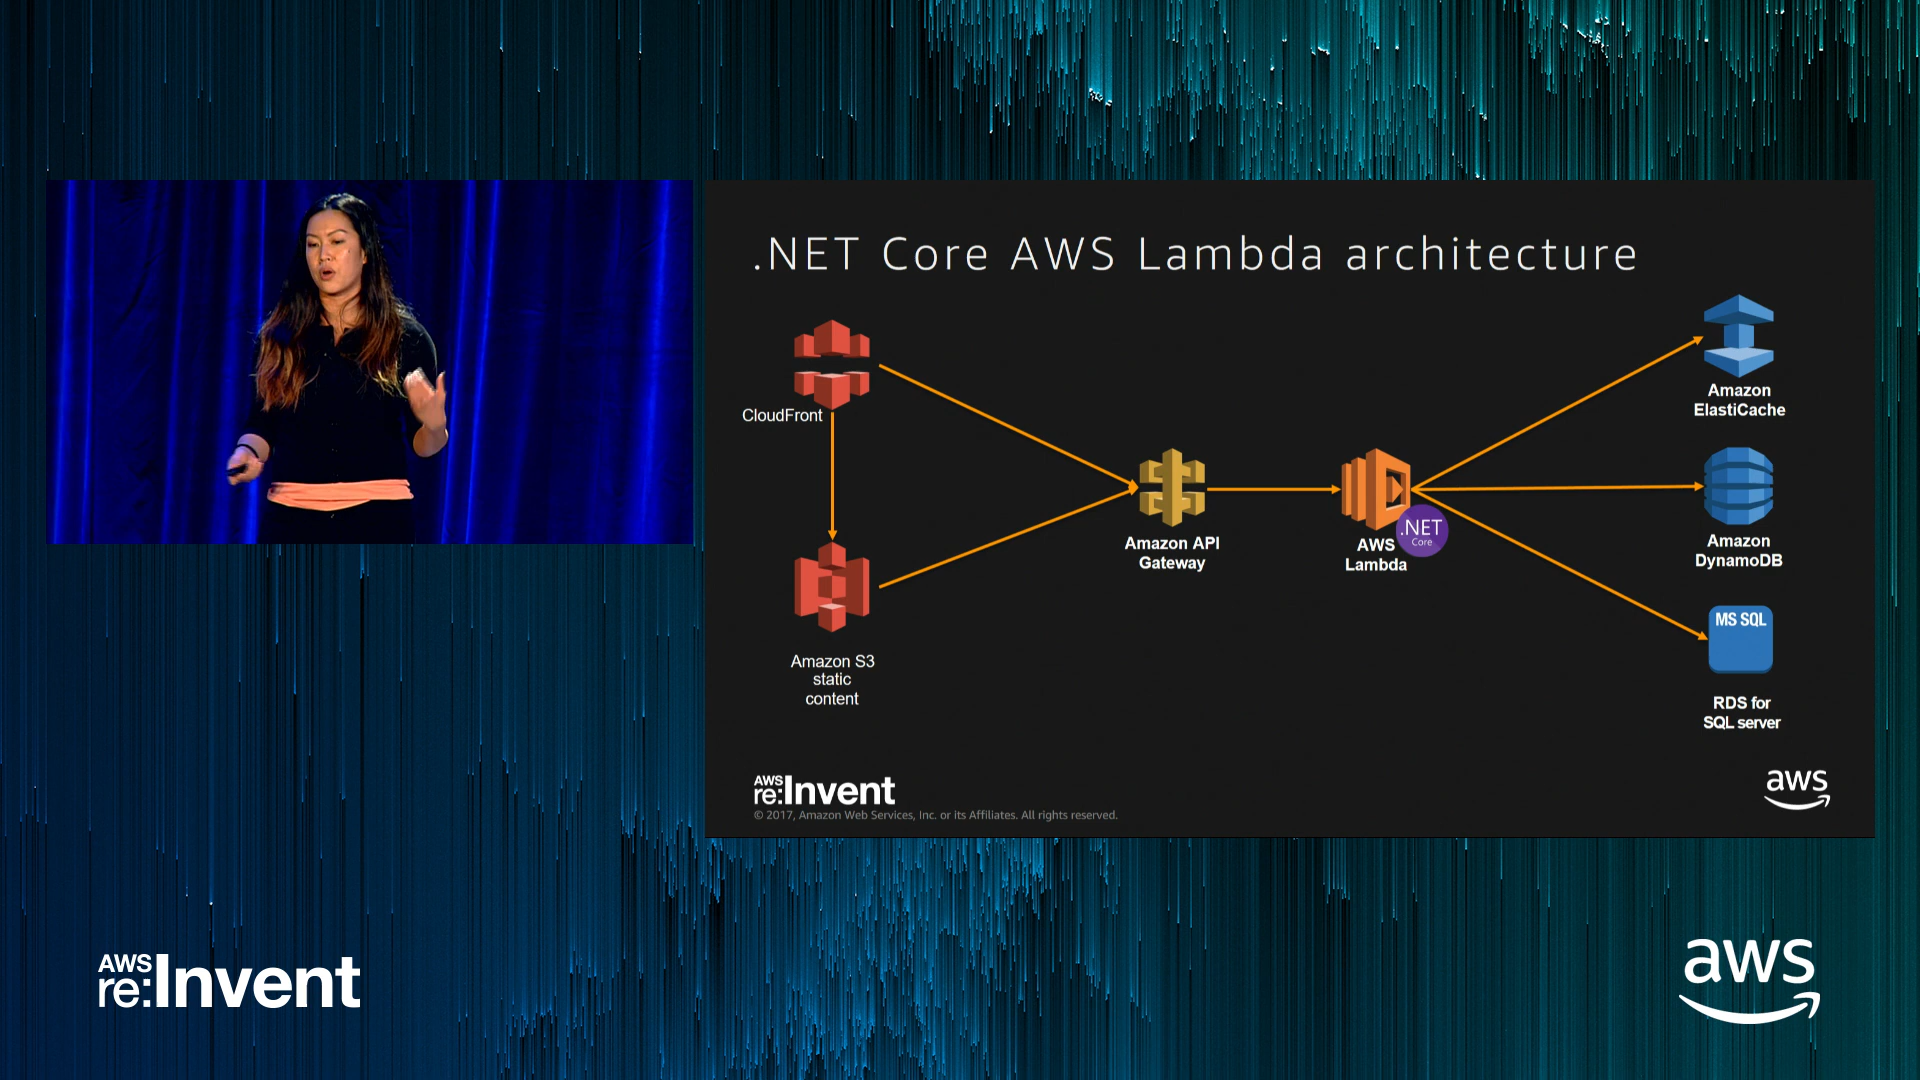 .NET Core AWS Lambda architecture
CloudFront
Amazon S3
static
content
Amazon API
Gateway
AWS
Lambda
.NET
Core
Amazon
ElastiCache
Amazon
DynamoDB
MS SQL
RDS for
SQL server
AWS
re:Invent
© 2017, Amazon Web Services, Inc. or its Affiliates. All rights reserved.
aws
AWS
re:Invent
aws